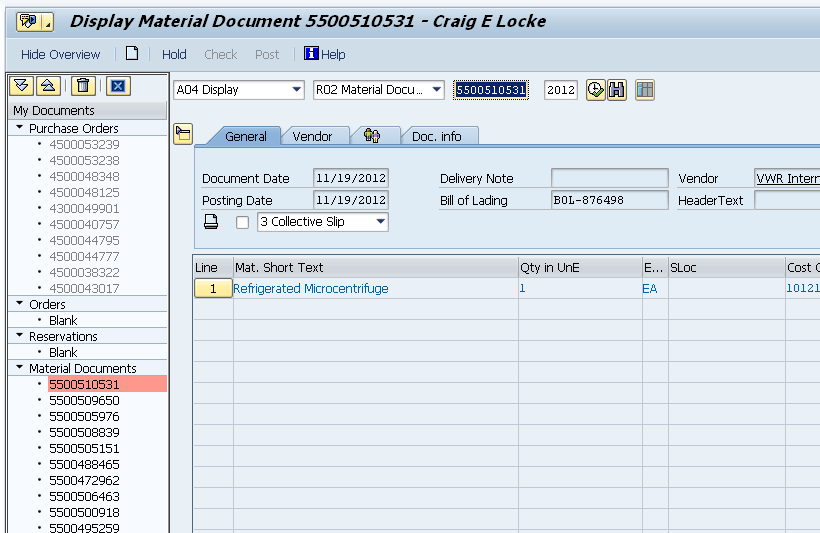 Display Material Document 5500510531 - Craig E Locke
Hide Overview Hold Check Post Help
A04 Display R02 Material Docu... 5500510531 2012
My Documents
Purchase Orders
4500053239
4500053238
4500048348
4500048125
4300049901
4500040757
4500044795
4500044777
4500038322
4500043017
Orders
Blank
Reservations
Blank
Material Documents
5500510531
5500509650
5500505976
5500508839
5500505151
5500488465
5500472962
5500506463
5500500918
5500495259
General Vendor Doc. info
Document Date 11/19/2012 Delivery Note Vendor VWR Intern
Posting Date 11/19/2012 Bill of Lading BOL-876498 HeaderText
3 Collective Slip
Line Mat. Short Text Qty in UnE E... SLoc Cost
1 Refrigerated Microcentrifuge 1 EA 10121